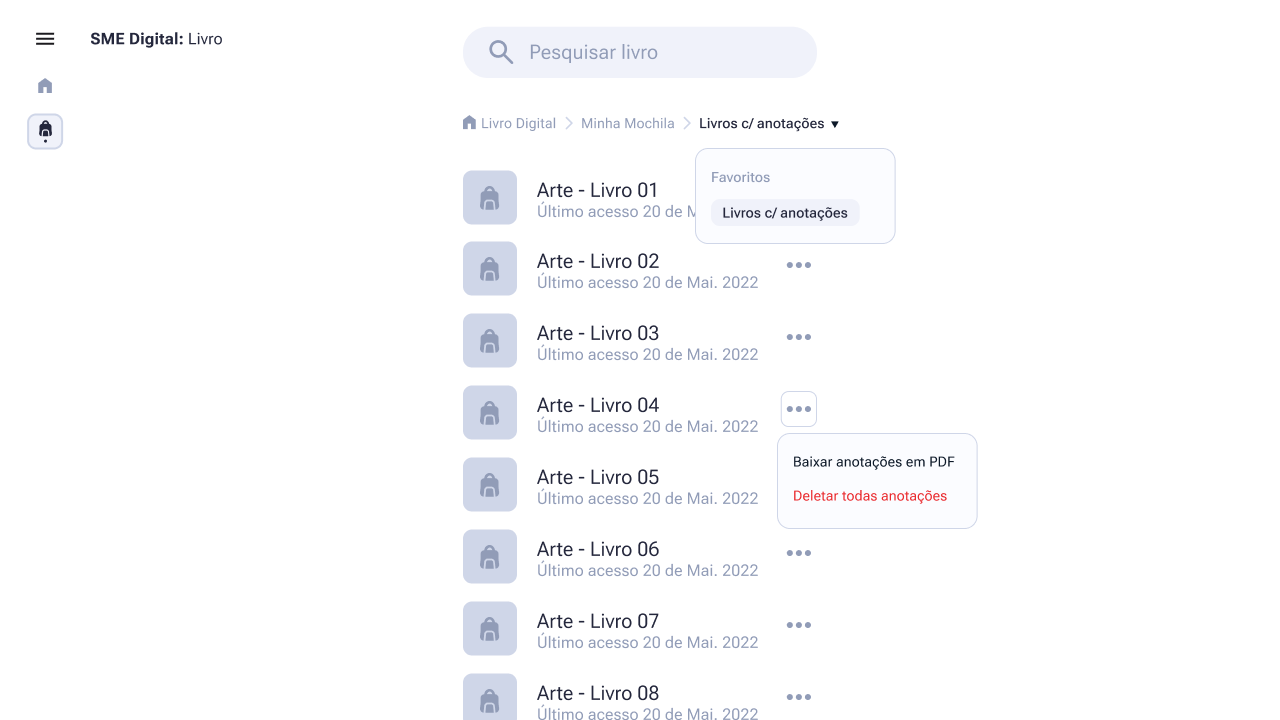 SME Digital: Livro
Pesquisar livro
Livro Digital
Minha Mochila
Livros c/ anotações
Favoritos
Livros c/ anotações
Arte - Livro 01
Último acesso 20 de
Arte - Livro 02
Último acesso 20 de Mai. 2022
Arte - Livro 03
Último acesso 20 de Mai. 2022
Arte - Livro 04
Último acesso 20 de Mai. 2022
Baixar anotações em PDF
Deletar todas anotações
Arte - Livro 05
Último acesso 20 de Mai. 2022
Arte - Livro 06
Último acesso 20 de Mai. 2022
Arte - Livro 07
Último acesso 20 de Mai. 2022
Arte - Livro 08
Último acesso 20 de Mai. 2022